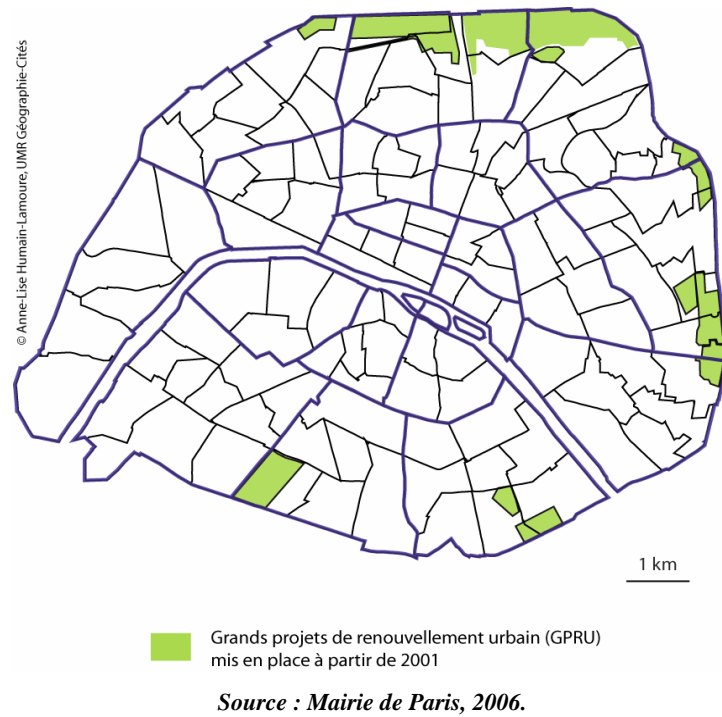 © Anne-Lise Humain-Lamoure, UMR Géographie-Cités
1 km
Grands projets de renouvellement urbain (GPRU)
mis en place à partir de 2001
Source : Mairie de Paris, 2006.